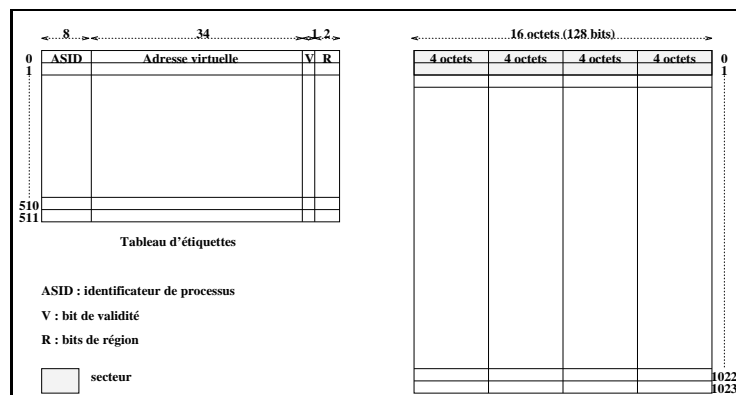 8 34 1 2
ASID Adresse virtuelle V R
0
1
510
511
Tableau d'étiquettes
ASID : identificateur de processus
V : bit de validité
R : bits de région
secteur
16 octets (128 bits)
4 octets 4 octets 4 octets 4 octets
0
1
1022
1023